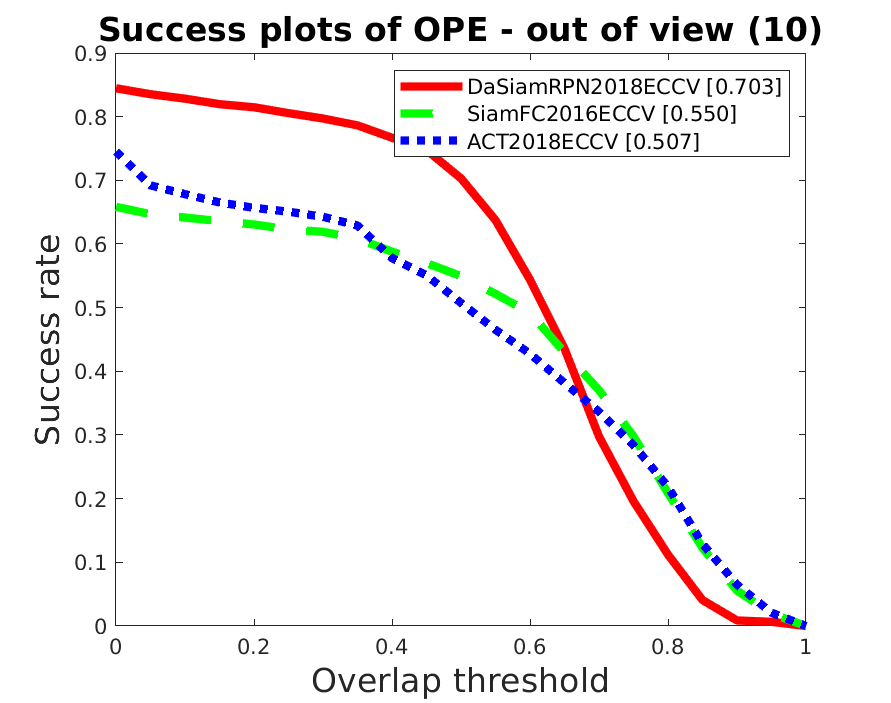 Success plots of OPE - out of view (10)
0.9
0.8
0.7
0.6
0.5
0.4
0.3
0.2
0.1
0
Success rate
DaSiamRPN2018ECCV [0.703]
SiamFC2016ECCV [0.550]
ACT2018ECCV [0.507]
0 0.2 0.4 0.6 0.8 1
Overlap threshold